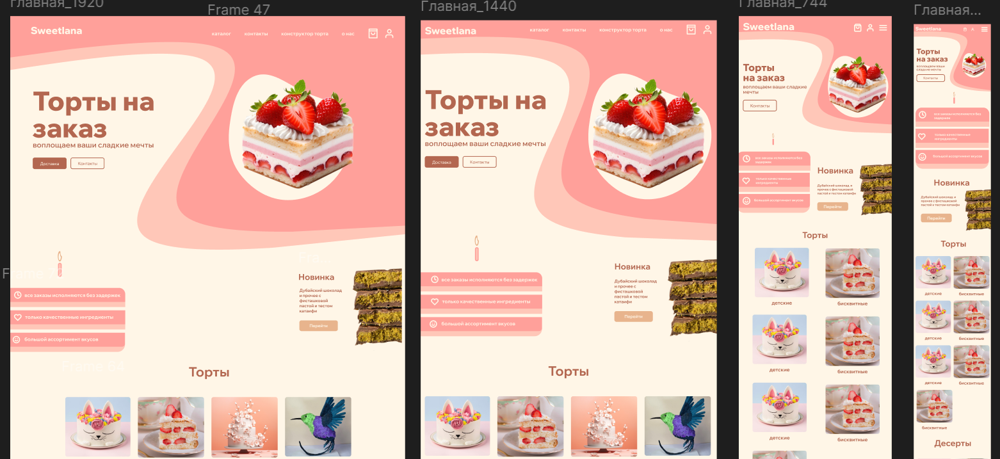 Главная_1920
Frame 47
Sweetlana
каталог
контакты
конструктор торта
о нас
Торты на
заказ
воплощаем ваши сладкие мечты
Доставка
Контакты
все заказы исполняются без задержек
только качественные ингредиенты
большой ассортимент вкусов
Новинка
Дубайский шоколад
и прочее с
фисташковой
пастой и тестом
катаифи
Перейти
Frame 64
Торты
Главная_1440
Sweetlana
каталог
контакты
конструктор торта
о нас
Торты на
заказ
воплощаем ваши сладкие мечты
Доставка
Контакты
все заказы исполняются без задержек
только качественные ингредиенты
большой ассортимент вкусов
Новинка
Дубайский шоколад
и прочее с
фисташковой
пастой и тестом
катаифи
Перейти
Торты
Главная_744
Sweetlana
Торты
на заказ
воплощаем ваши сладкие
мечты
Контакты
все заказы исполняются без
задержек
только качественные
ингредиенты
большой ассортимент вкусов
Новинка
Дубайский шоколад и
прочее с фисташковой
пастой и тестом катаифи
Перейти
Торты
детские
бисквитные
детские
бисквитные
детские
бисквитные
Главная...
Sweetlana
Торты
на заказ
воплощаем ваши
сладкие мечты
Контакты
все заказы исполняются без
задержек
только качественные
ингредиенты
большой ассортимент вкусов
Новинка
Дубайский шоколад и
прочее с фисташковой
пастой и тестом катаифи
Перейти
Торты
детские
бисквитные
детские
бисквитные
детские
бисквитные
бисквитные
Десерты